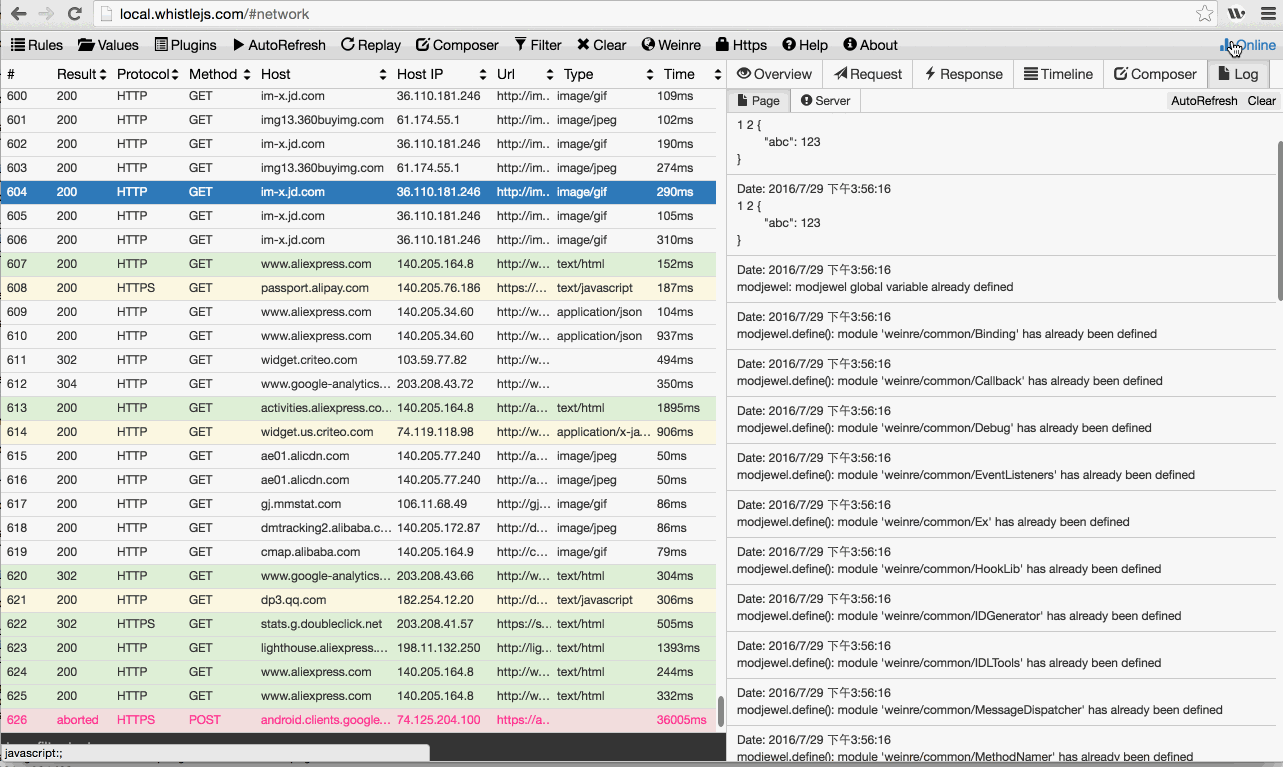 local.whistlejs.com/#network
Rules Values Plugins AutoRefresh Replay Composer Filter Clear Weinre Https Help About Online
# Result Protocol Method Host Host IP Url Type Time
600 200 HTTP GET im-x.jd.com 36.110.181.246 http://im.. image/gif 109ms
601 200 HTTP GET img13.360buyimg.com 61.174.55.1 http://im.. image/jpeg 102ms
602 200 HTTP GET im-x.jd.com 36.110.181.246 http://im.. image/gif 190ms
603 200 HTTP GET img13.360buyimg.com 61.174.55.1 http://im.. image/jpeg 274ms
604 200 HTTP GET im-x.jd.com 36.110.181.246 http://im.. image/gif 290ms
605 200 HTTP GET im-x.jd.com 36.110.181.246 http://im.. image/gif 105ms
606 200 HTTP GET im-x.jd.com 36.110.181.246 http://im.. image/gif 310ms
607 200 HTTP GET www.aliexpress.com 140.205.164.8 http://w... text/html 152ms
608 200 HTTPS GET passport.alipay.com 140.205.76.186 https://... text/javascript 187ms
609 200 HTTP GET www.aliexpress.com 140.205.34.60 http://w... application/json 104ms
610 200 HTTP GET www.aliexpress.com 140.205.34.60 http://w... application/json 937ms
611 302 HTTP GET widget.criteo.com 103.59.77.82 http://w... 494ms
612 304 HTTP GET www.google-analytics... 203.208.43.72 http://w... 350ms
613 200 HTTP GET activities.aliexpress.co... 140.205.164.8 http://a... text/html 1895ms
614 200 HTTP GET widget.us.criteo.com 74.119.118.98 http://w... application/x-ja... 906ms
615 200 HTTP GET ae01.alicdn.com 140.205.77.240 http://a... image/jpeg 50ms
616 200 HTTP GET ae01.alicdn.com 140.205.77.240 http://a... image/jpeg 50ms
617 200 HTTP GET gj.mmstat.com 106.11.68.49 http://gj... image/gif 86ms
618 200 HTTP GET dmtracking2.alibaba.c... 140.205.172.87 http://d... image/jpeg 86ms
619 200 HTTP GET cmap.alibaba.com 140.205.164.9 http://c... image/gif 79ms
620 302 HTTP GET www.google-analytics... 203.208.43.66 http://w... text/html 304ms
621 200 HTTP GET dp3.qq.com 182.254.12.20 http://d... text/javascript 306ms
622 302 HTTPS GET stats.g.doubleclick.net 203.208.41.57 https://s... text/html 505ms
623 200 HTTP GET lighthouse.aliexpress.... 198.11.132.250 http://lig... text/html 1393ms
624 200 HTTP GET www.aliexpress.com 140.205.164.8 http://w... text/html 244ms
625 200 HTTP GET www.aliexpress.com 140.205.164.8 http://w... text/html 332ms
626 aborted HTTPS POST android.clients.google... 74.125.204.100 https://a.. 36005ms
javascript:;
Overview Request Response Timeline Composer Log
Page Server AutoRefresh Clear
1 2 {
"abc": 123
}
Date: 2016/7/29 下午3:56:16
1 2 {
"abc": 123
}
Date: 2016/7/29 下午3:56:16
modjewel: modjewel global variable already defined
Date: 2016/7/29 下午3:56:16
modjewel.define(): module 'weinre/common/Binding' has already been defined
Date: 2016/7/29 下午3:56:16
modjewel.define(): module 'weinre/common/Callback' has already been defined
Date: 2016/7/29 下午3:56:16
modjewel.define(): module 'weinre/common/Debug' has already been defined
Date: 2016/7/29 下午3:56:16
modjewel.define(): module 'weinre/common/EventListeners' has already been defined
Date: 2016/7/29 下午3:56:16
modjewel.define(): module 'weinre/common/Ex' has already been defined
Date: 2016/7/29 下午3:56:16
modjewel.define(): module 'weinre/common/HookLib' has already been defined
Date: 2016/7/29 下午3:56:16
modjewel.define(): module 'weinre/common/IDGenerator' has already been defined
Date: 2016/7/29 下午3:56:16
modjewel.define(): module 'weinre/common/IDLTools' has already been defined
Date: 2016/7/29 下午3:56:16
modjewel.define(): module 'weinre/common/MessageDispatcher' has already been defined
Date: 2016/7/29 下午3:56:16
modjewel.define(): module 'weinre/common/MethodNamer' has already been defined